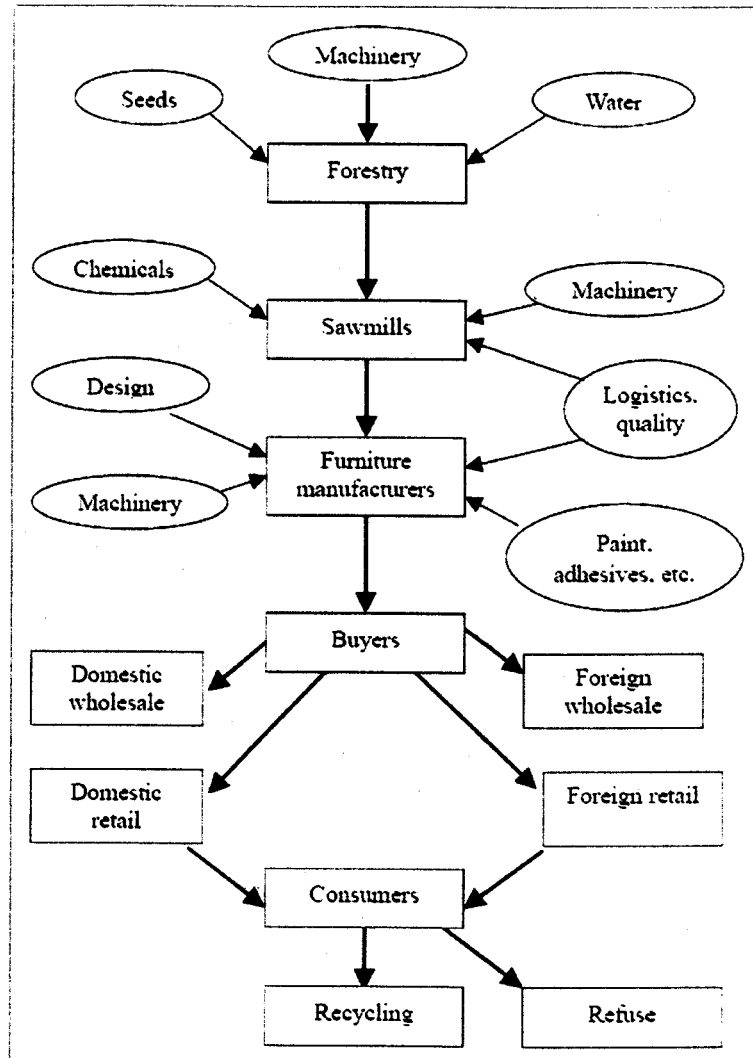 Machinery
Seeds
Water
Forestry
Chemicals
Machinery
Sawmills
Design
Logistics,
quality
Furniture
manufacturers
Machinery
Paint,
adhesives, etc.
Buyers
Domestic
wholesale
Foreign
wholesale
Domestic
retail
Foreign retail
Consumers
Recycling
Refuse